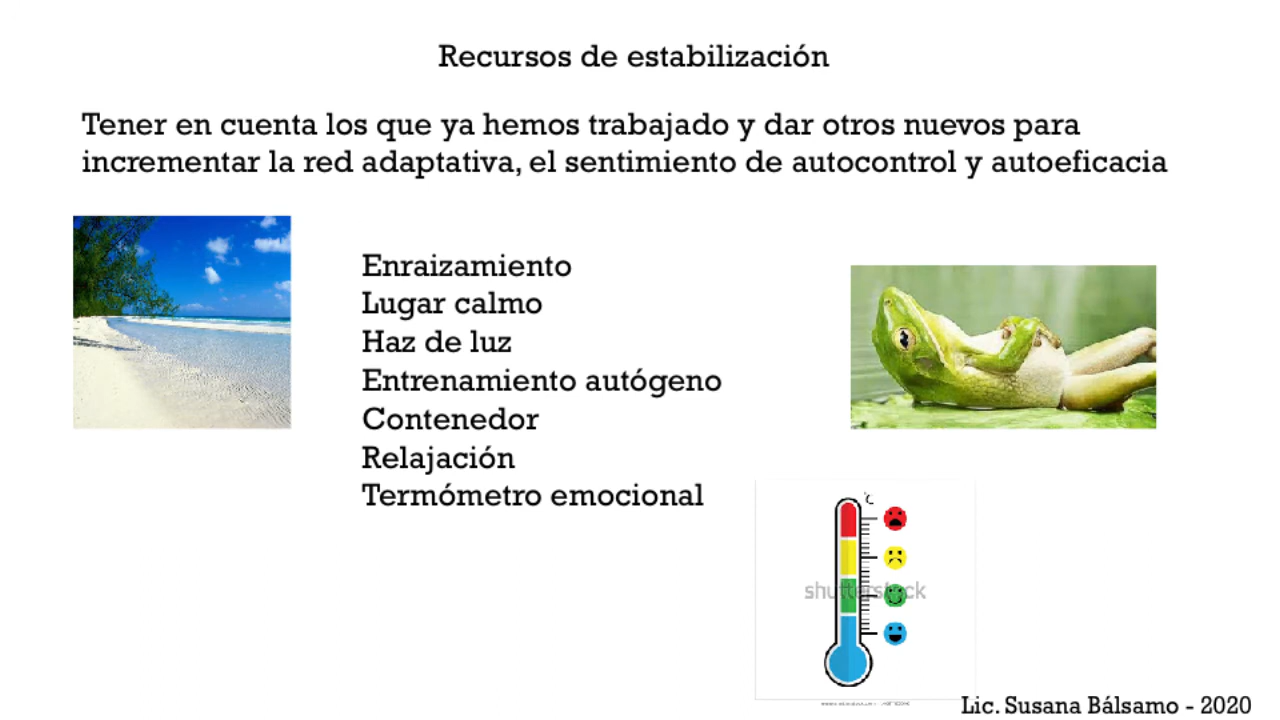 Recursos de estabilización
Tener en cuenta los que ya hemos trabajado y dar otros nuevos para
incrementar la red adaptativa, el sentimiento de autocontrol y autoeficacia
Enraizamiento
Lugar calmo
Haz de luz
Entrenamiento autógeno
Contenedor
Relajación
Termómetro emocional
°C
shutterstock
Lic. Susana Bálsamo - 2020